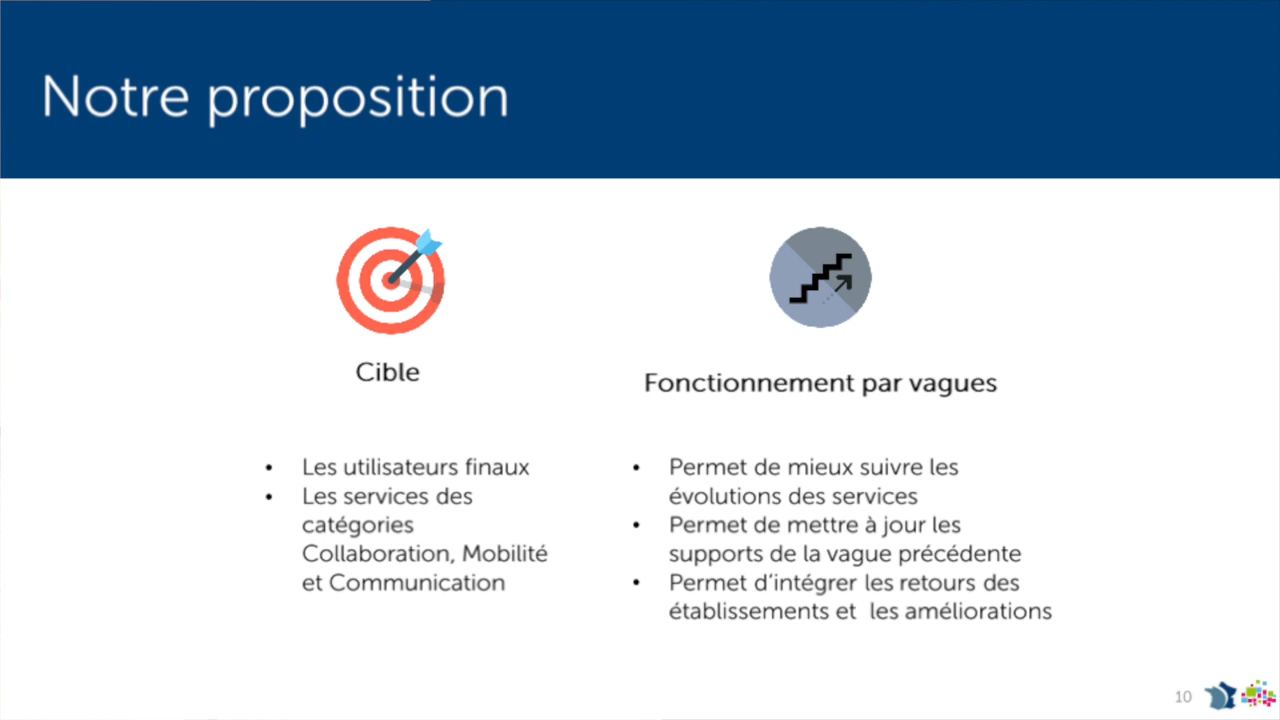 Notre proposition
Cible
• Les utilisateurs finaux
• Les services des
catégories
Collaboration, Mobilité
et Communication
Fonctionnement par vagues
• Permet de mieux suivre les
évolutions des services
• Permet de mettre à jour les
supports de la vague précédente
• Permet d'intégrer les retours des
établissements et  les améliorations
10